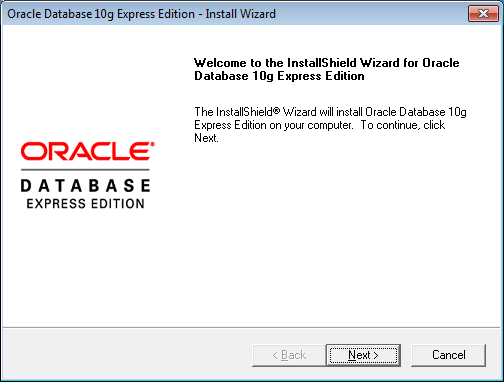 Oracle Database 10g Express Edition - Install Wizard
Welcome to the InstallShield Wizard for Oracle
Database 10g Express Edition
The InstallShield® Wizard will install Oracle Database 10g
Express Edition on your computer.  To continue, click
Next.
ORACLE®
DATABASE
EXPRESS EDITION
< Back
Next >
Cancel